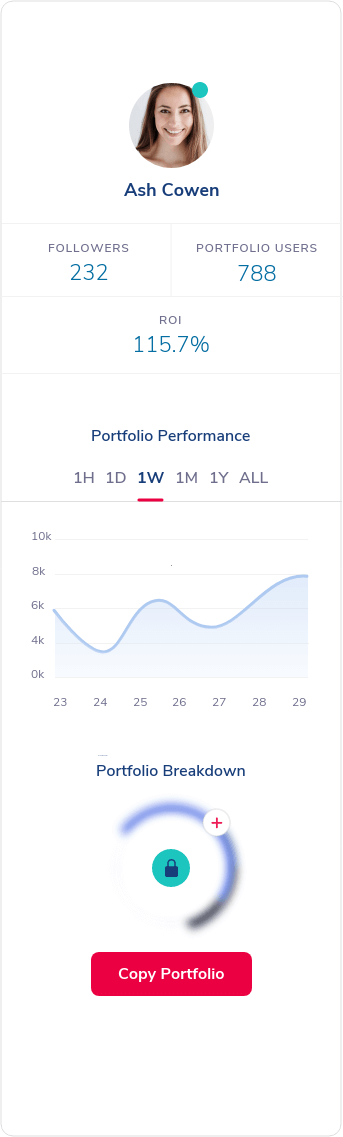 Ash Cowen
FOLLOWERS PORTFOLIO USERS
232 788
ROI
115.7%
Portfolio Performance
1H 1D 1W 1M 1Y ALL
10k
8k
6k
4k
0k
23 24 25 26 27 28 29
Portfolio Breakdown
+
Copy Portfolio